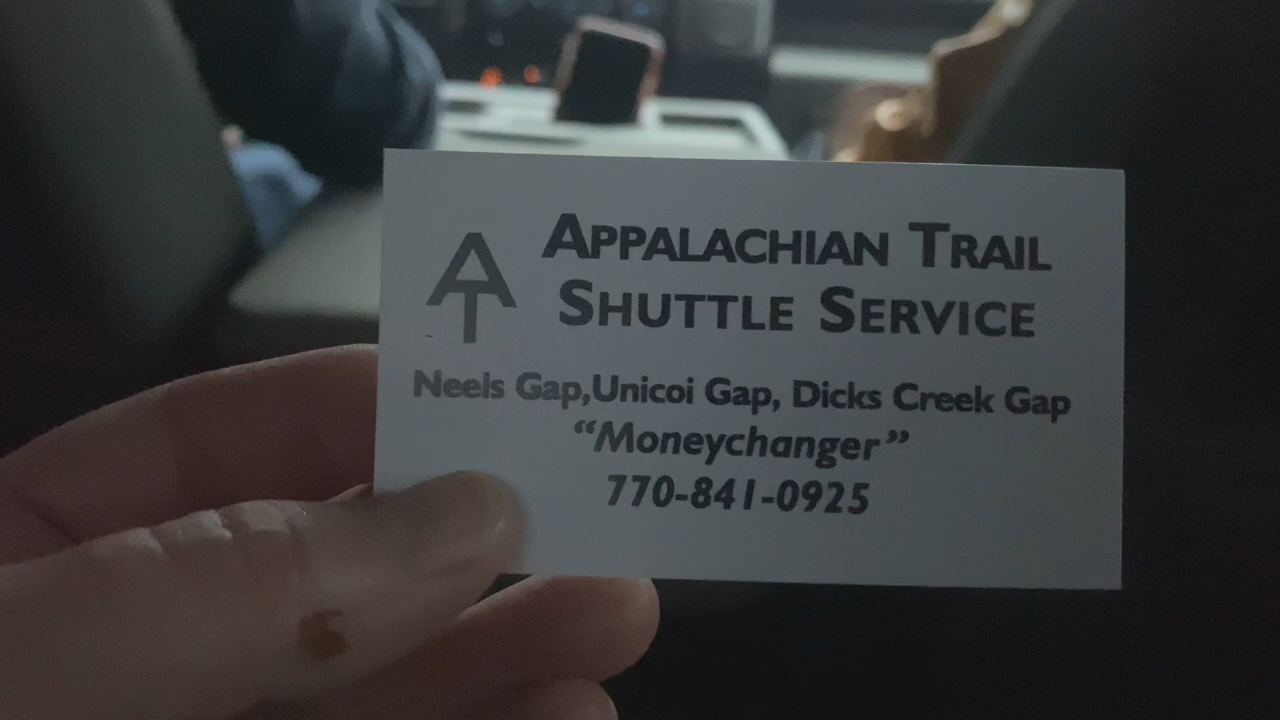 AT
APPALACHIAN TRAIL
SHUTTLE SERVICE
Neels Gap,Unicoi Gap, Dicks Creek Gap
“Moneychanger”
770-841-0925